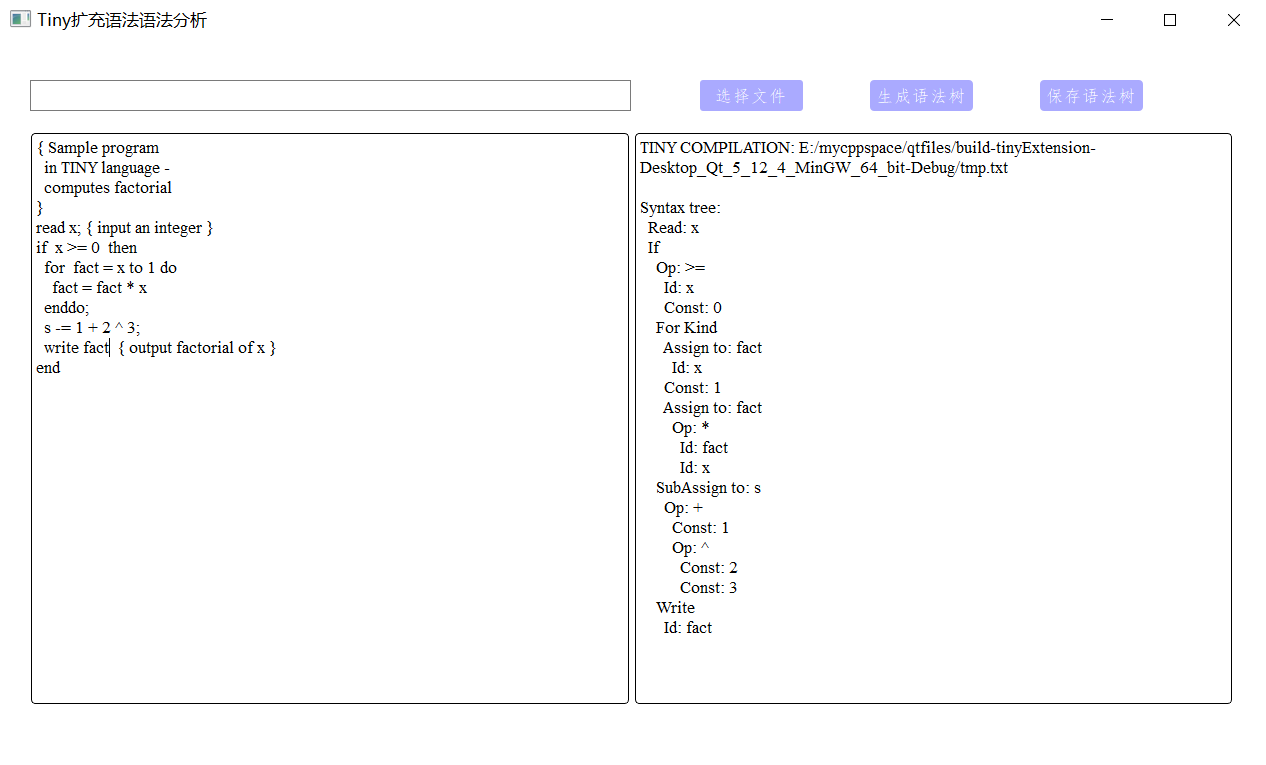 Tiny扩充语法语法分析
选择文件
生成语法树
保存语法树
{ Sample program
  in TINY language -
  computes factorial
}
read x; { input an integer }
if  x >= 0  then
  for  fact = x to 1 do
    fact = fact * x
  enddo;
  s -= 1 + 2 ^ 3;
  write fact  { output factorial of x }
end
TINY COMPILATION: E:/mycppspace/qtfiles/build-tinyExtension-
Desktop_Qt_5_12_4_MinGW_64_bit-Debug/tmp.txt
Syntax tree:
  Read: x
  If
    Op: >=
      Id: x
      Const: 0
    For Kind
      Assign to: fact
        Id: x
      Const: 1
      Assign to: fact
        Op: *
          Id: fact
          Id: x
    SubAssign to: s
      Op: +
        Const: 1
        Op: ^
          Const: 2
          Const: 3
    Write
      Id: fact